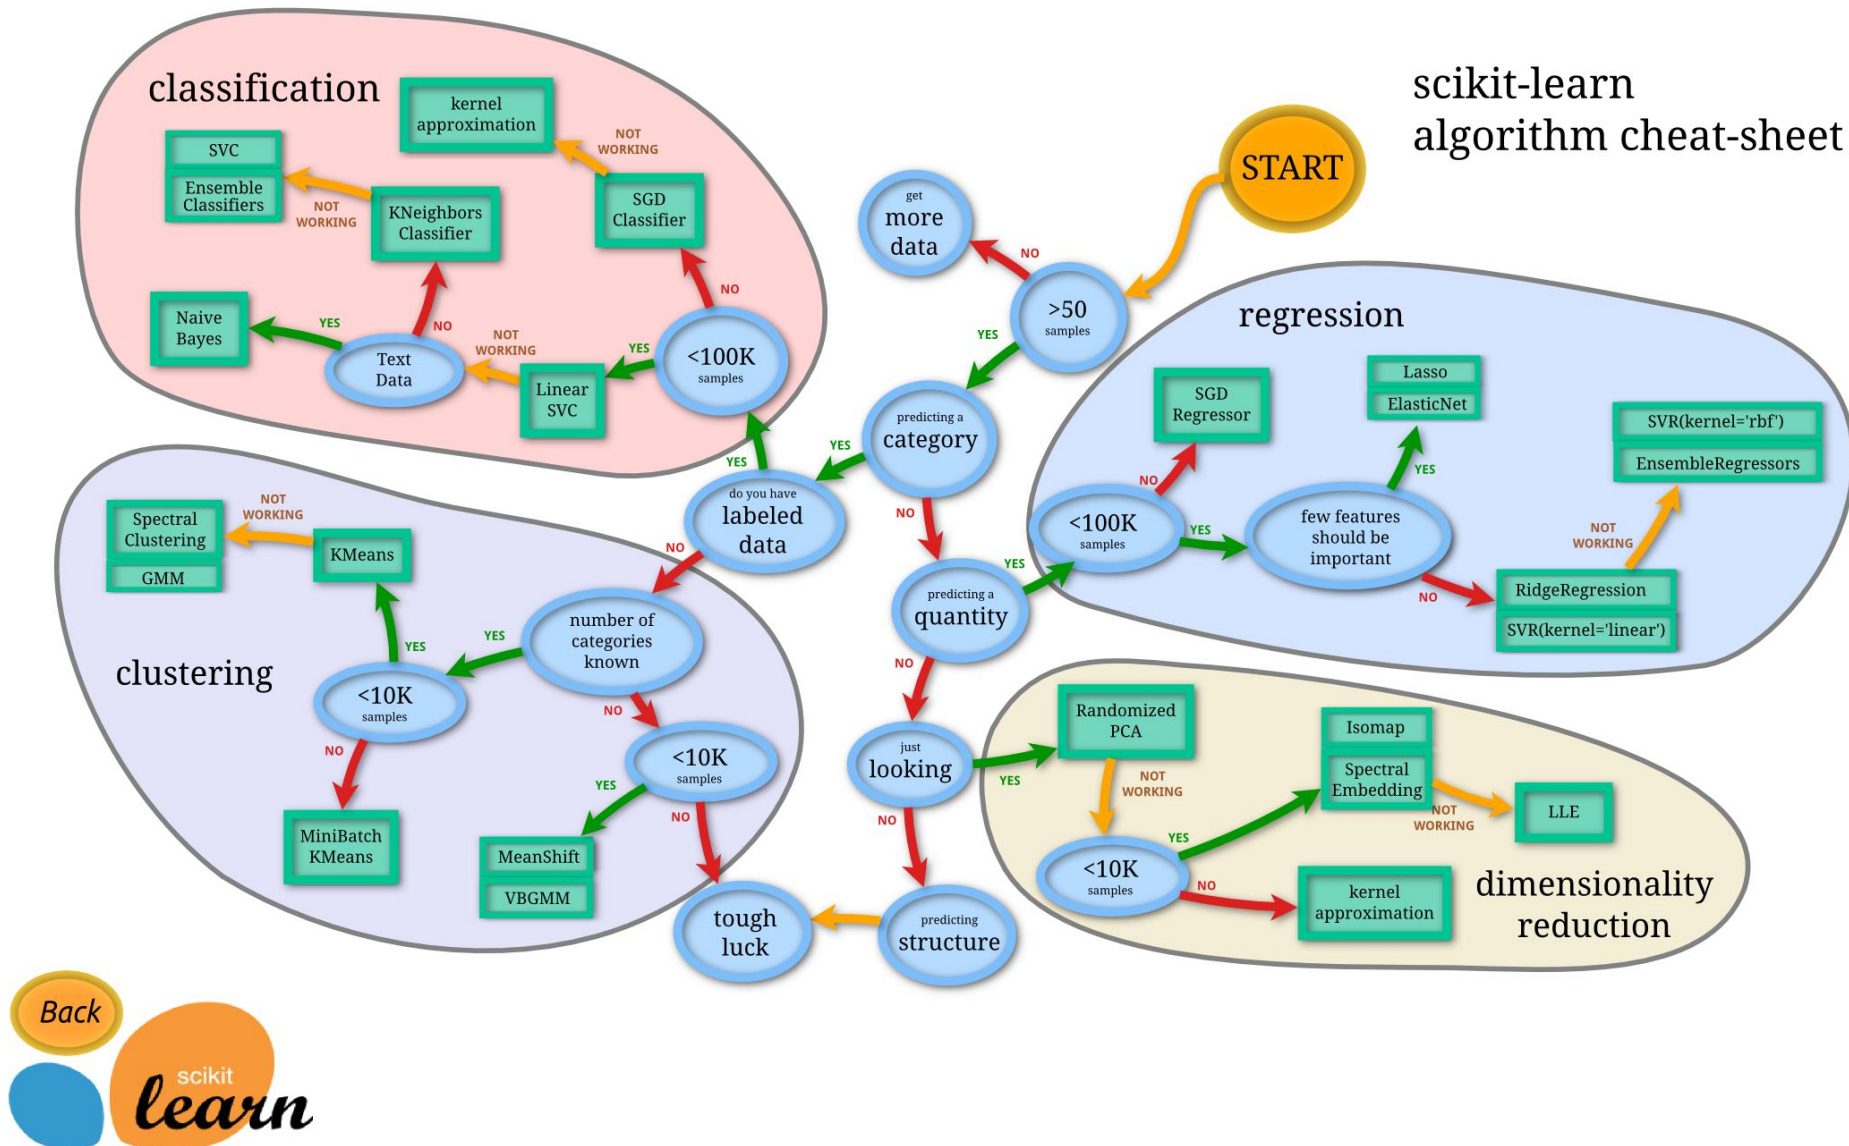 scikit-learn
algorithm cheat-sheet
START
classification
kernel
approximation
NOT
WORKING
SVC
Ensemble
Classifiers
NOT
WORKING
KNeighbors
Classifier
SGD
Classifier
NO
Naive
Bayes
YES
NO
Text
Data
NOT
WORKING
Linear
SVC
YES
<100K
samples
get
more
data
NO
>50
samples
YES
predicting a
category
YES
NO
YES
do you have
labeled
data
NO
regression
SGD
Regressor
Lasso
ElasticNet
SVR(kernel='rbf')
EnsembleRegressors
NO
YES
<100K
samples
YES
few features
should be
important
NOT
WORKING
NO
RidgeRegression
SVR(kernel='linear')
YES
predicting a
quantity
NO
clustering
Spectral
Clustering
GMM
NOT
WORKING
KMeans
YES
YES
number of
categories
known
<10K
samples
NO
NO
<10K
samples
MiniBatch
KMeans
YES
NO
MeanShift
VBGMM
tough
luck
just
looking
YES
NO
predicting
structure
Randomized
PCA
NOT
WORKING
Isomap
Spectral
Embedding
NOT
WORKING
LLE
YES
<10K
samples
NO
kernel
approximation
dimensionality
reduction
Back
scikit
learn